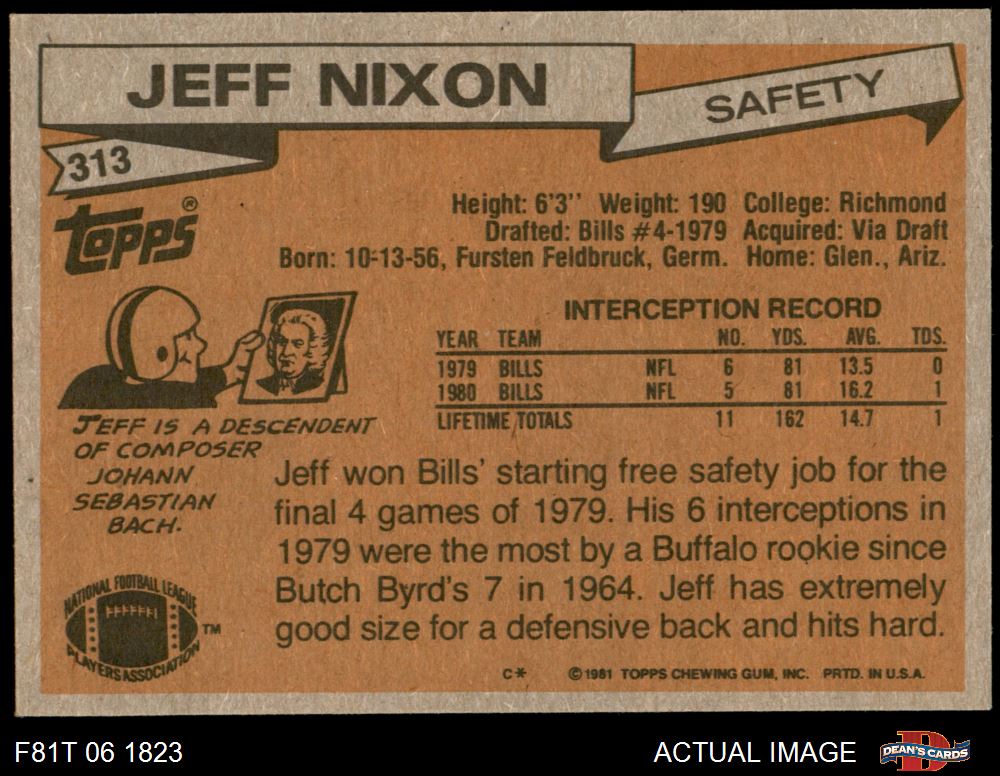 JEFF NIXON
SAFETY
313
TOPPS®
Height: 6'3'' Weight: 190 College: Richmond
Drafted: Bills #4-1979 Acquired: Via Draft
Born: 10-13-56, Fursten Feldbruck, Germ. Home: Glen., Ariz.
INTERCEPTION RECORD
YEAR TEAM NO. YDS. AVG. TDS.
1979 BILLS NFL 6 81 13.5 0
1980 BILLS NFL 5 81 16.2 1
LIFETIME TOTALS 11 162 14.7 1
JEFF IS A DESCENDENT
OF COMPOSER
JOHANN
SEBASTIAN
BACH.
Jeff won Bills' starting free safety job for the
final 4 games of 1979. His 6 interceptions in
1979 were the most by a Buffalo rookie since
Butch Byrd's 7 in 1964. Jeff has extremely
good size for a defensive back and hits hard.
NATIONAL FOOTBALL LEAGUE
PLAYERS ASSOCIATION
TM
C* © 1981 TOPPS CHEWING GUM, INC. PRTD. IN U.S.A.
F81T 06 1823
ACTUAL IMAGE
D
DEAN'S CARDS